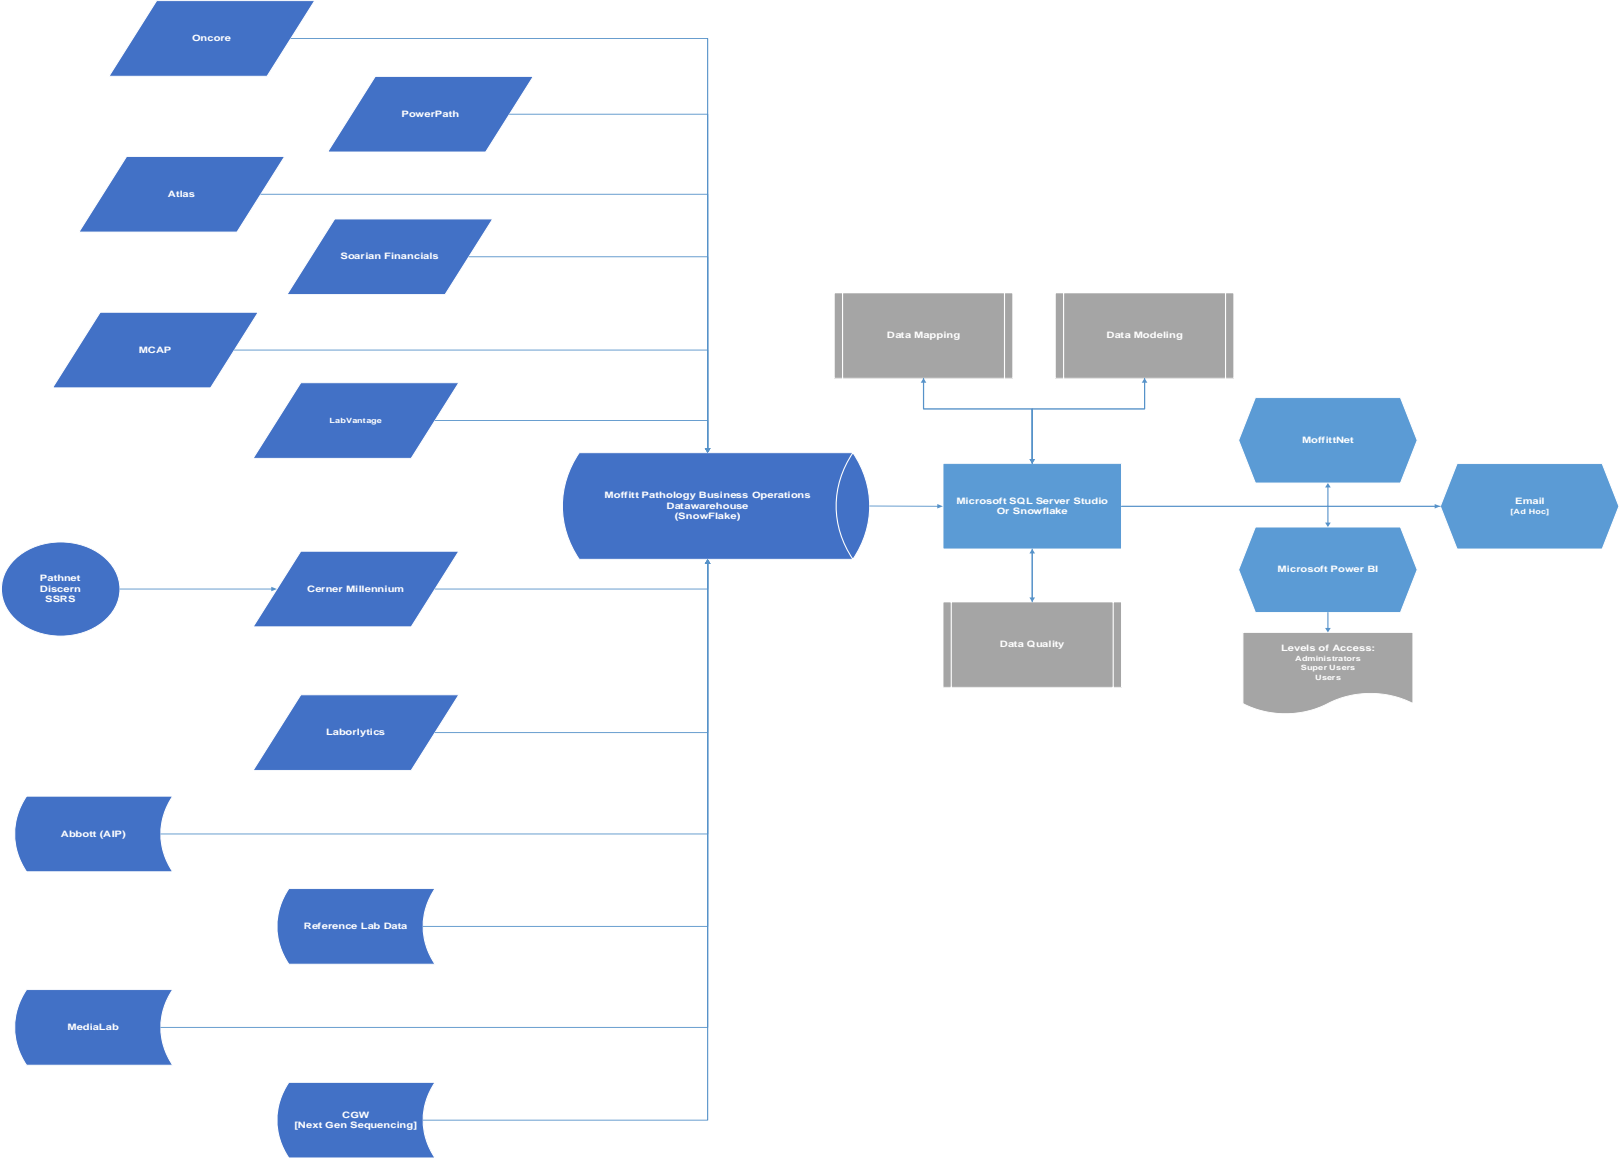 Oncore
PowerPath
Atlas
Soarian Financials
MCAP
LabVantage
Moffitt Pathology Business Operations
Datawarehouse
(SnowFlake)
Pathnet
Discern
SSRS
Cerner Millennium
Laborlytics
Abbott (AIP)
Reference Lab Data
MediaLab
CGW
[Next Gen Sequencing]
Data Mapping
Data Modeling
Microsoft SQL Server Studio
Or Snowflake
Data Quality
MoffittNet
Email
[Ad Hoc]
Microsoft Power BI
Levels of Access:
Administrators
Super Users
Users